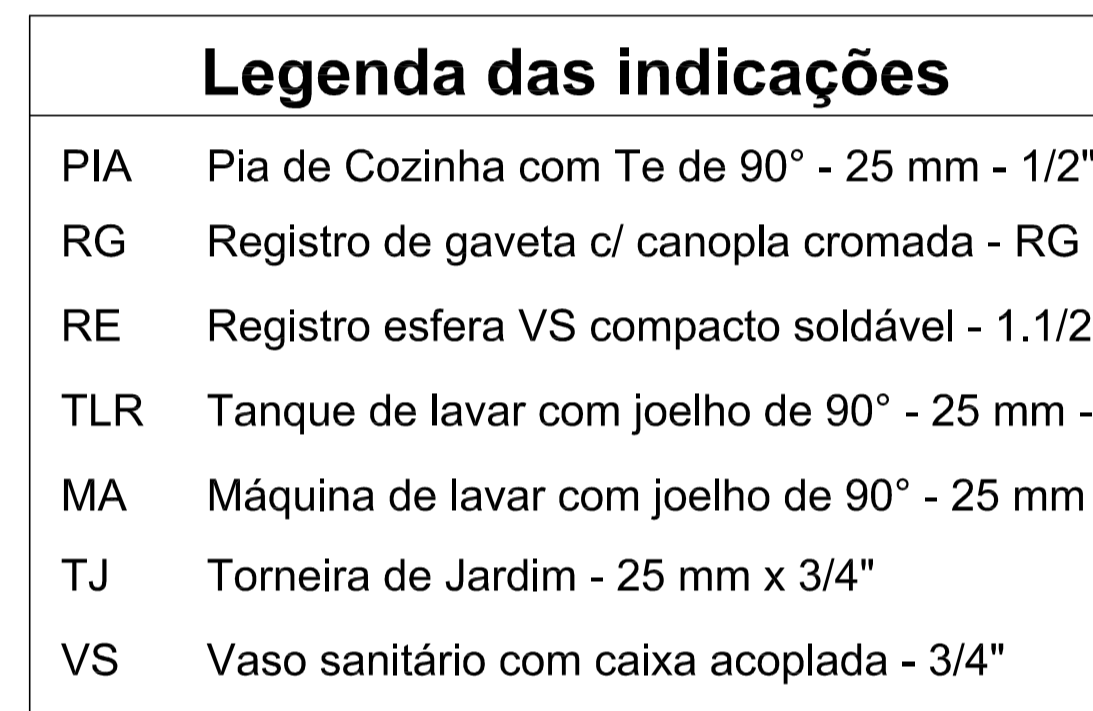 Legenda das indicações
PIA Pia de Cozinha com Te de 90° - 25 mm - 1/2"
RG Registro de gaveta c/ canopla cromada - RG
RE Registro esfera VS compacto soldável - 1.1/2
TLR Tanque de lavar com joelho de 90° - 25 mm -
MA Máquina de lavar com joelho de 90° - 25 mm
TJ Torneira de Jardim - 25 mm x 3/4"
VS Vaso sanitário com caixa acoplada - 3/4"